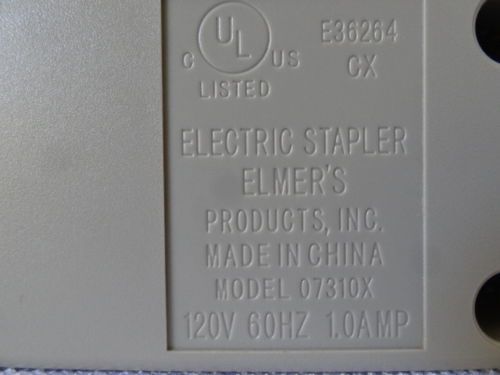 UL
C US E36264
LISTED CX
ELECTRIC STAPLER
ELMER'S
PRODUCTS, INC.
MADE IN CHINA
MODEL 07310X
120V 60HZ 1.0AMP